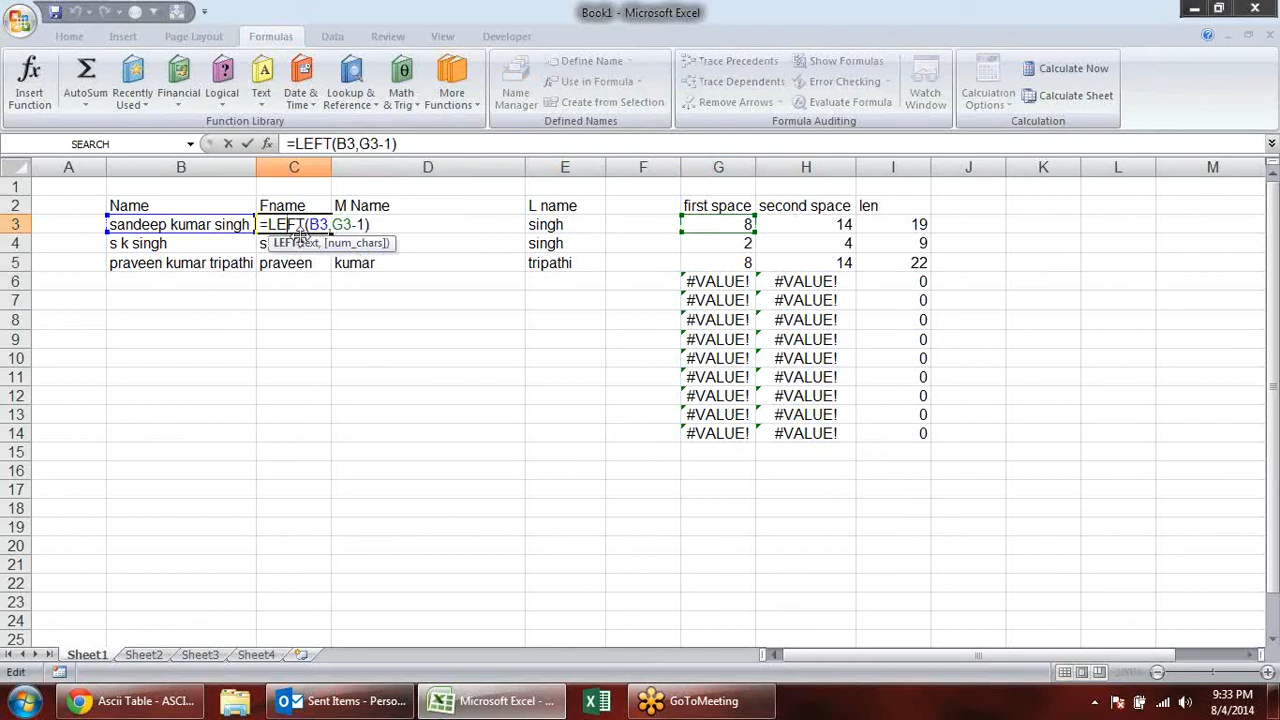 Book1 - Microsoft Excel
Home Insert Page Layout Formulas Data Review View Developer
Insert Function
AutoSum
Recently Used
Financial
Logical
Text
Date & Time
Lookup & Reference
Math & Trig
More Functions
Function Library
Name Manager
Define Name
Use in Formula
Create from Selection
Defined Names
Trace Precedents
Trace Dependents
Remove Arrows
Show Formulas
Error Checking
Evaluate Formula
Formula Auditing
Watch Window
Calculation Options
Calculate Now
Calculate Sheet
Calculation
SEARCH fx =LEFT(B3,G3-1)
A B C D E F G H I J K L M
1
2 Name Fname M Name L name first space second space len
3 sandeep kumar singh =LEFT(B3,G3-1) singh 8 14 19
4 s k singh s singh 2 4 9
LEFT(text, [num_chars])
5 praveen kumar tripathi praveen kumar tripathi 8 14 22
6 #VALUE! #VALUE! 0
7 #VALUE! #VALUE! 0
8 #VALUE! #VALUE! 0
9 #VALUE! #VALUE! 0
10 #VALUE! #VALUE! 0
11 #VALUE! #VALUE! 0
12 #VALUE! #VALUE! 0
13 #VALUE! #VALUE! 0
14 #VALUE! #VALUE! 0
15
16
17
18
19
20
21
22
23
24
25
Sheet1 Sheet2 Sheet3 Sheet4
Edit 100%
Ascii Table - ASCI... Sent Items - Perso... Microsoft Excel - ... GoToMeeting
9:33 PM
8/4/2014